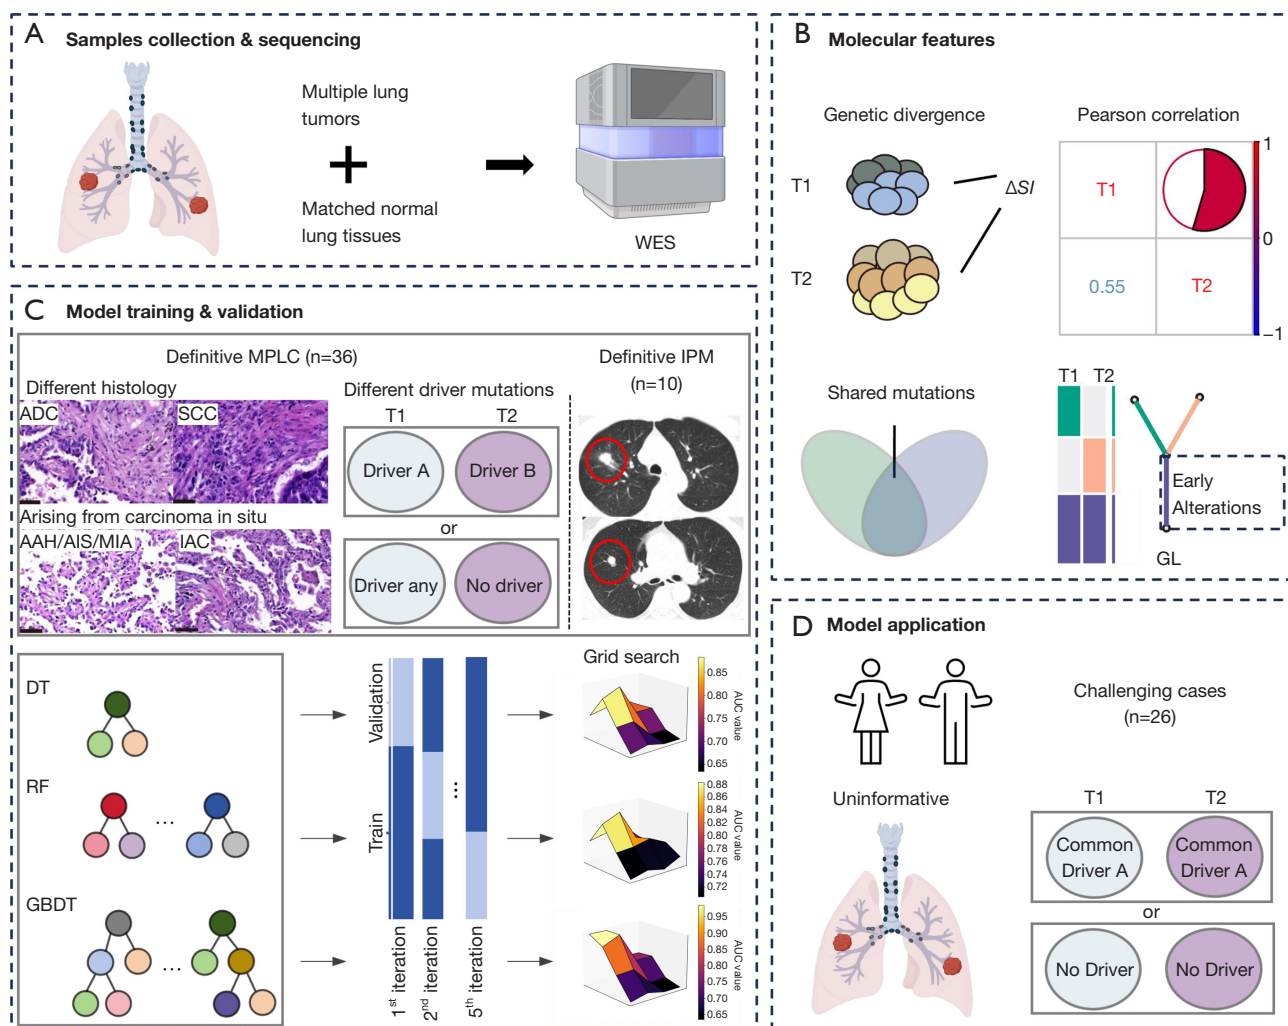 A Samples collection & sequencing
Multiple lung
tumors
Matched normal
lung tissues
WES
B Molecular features
Genetic divergence
Pearson correlation
T1
T2
ΔSI
T1
0.55
T2
1
0
−1
Shared mutations
T1 T2
Early
Alterations
GL
C Model training & validation
Definitive MPLC (n=36)
Different histology
ADC
SCC
Arising from carcinoma in situ
AAH/AIS/MIA
IAC
Different driver mutations
T1 T2
Driver A Driver B
or
Driver any No driver
Definitive IPM
(n=10)
DT
RF
...
GBDT
...
Validation
Train
...
1st iteration
2nd iteration
5th iteration
Grid search
0.85
0.80
0.75
0.70
0.65
AUC value
0.88
0.86
0.84
0.82
0.80
0.78
0.76
0.74
0.72
AUC value
0.95
0.90
0.85
0.80
0.75
0.70
0.65
AUC value
D Model application
Challenging cases
(n=26)
Uninformative
T1 T2
Common
Driver A
Common
Driver A
or
No Driver No Driver